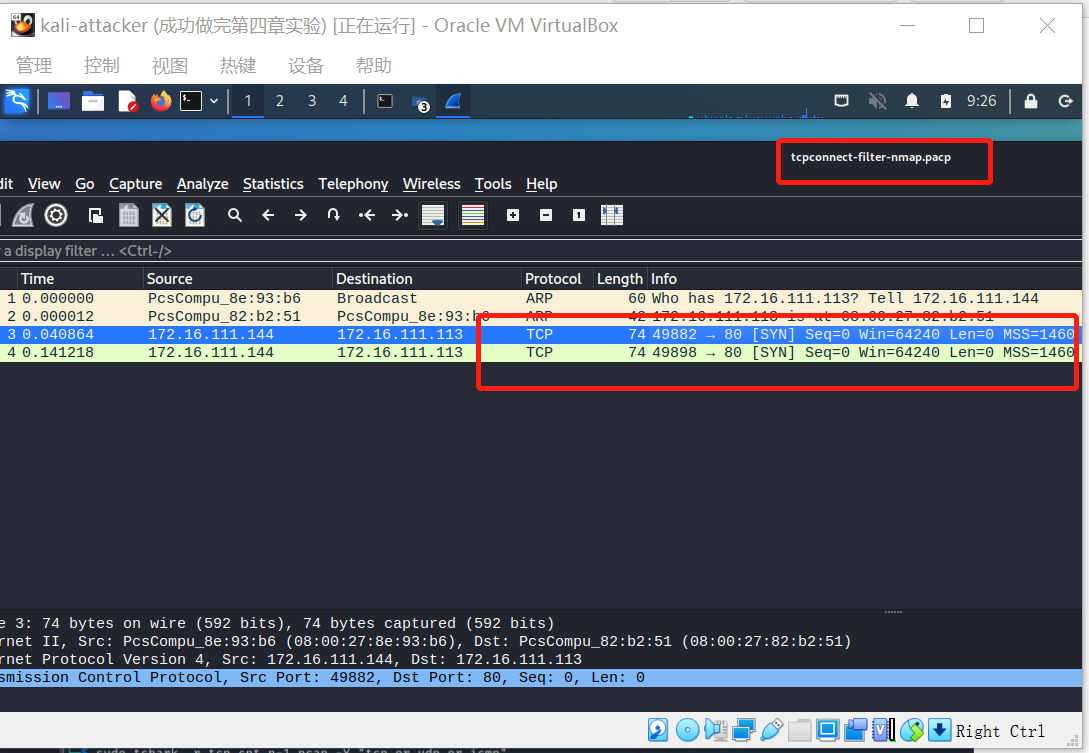 kali-attacker (成功做完第四章实验) [正在运行] - Oracle VM VirtualBox
管理 控制 视图 热键 设备 帮助
1 2 3 4 3 9:26
tcpconnect-filter-nmap.pacp
dit View Go Capture Analyze Statistics Telephony Wireless Tools Help
a display filter … <Ctrl-/>
Time Source Destination Protocol Length Info
1 0.000000 PcsCompu_8e:93:b6 Broadcast ARP 60 Who has 172.16.111.113? Tell 172.16.111.144
2 0.000012 PcsCompu_82:b2:51 PcsCompu_8e:93:b6 ARP 42 172.16.111.113 is at 08:00:27:82:b2:51
3 0.040864 172.16.111.144 172.16.111.113 TCP 74 49882 → 80 [SYN] Seq=0 Win=64240 Len=0 MSS=1460
4 0.141218 172.16.111.144 172.16.111.113 TCP 74 49898 → 80 [SYN] Seq=0 Win=64240 Len=0 MSS=1460
e 3: 74 bytes on wire (592 bits), 74 bytes captured (592 bits)
rnet II, Src: PcsCompu_8e:93:b6 (08:00:27:8e:93:b6), Dst: PcsCompu_82:b2:51 (08:00:27:82:b2:51)
rnet Protocol Version 4, Src: 172.16.111.144, Dst: 172.16.111.113
smission Control Protocol, Src Port: 49882, Dst Port: 80, Seq: 0, Len: 0
Right Ctrl